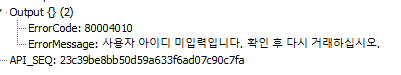 Output {} (2)
ErrorCode: 80004010
ErrorMessage: 사용자 아이디 미입력입니다. 확인 후 다시 거래하십시오.
API_SEQ: 23c39be8bb50d59a633f6ad07c90c7fa